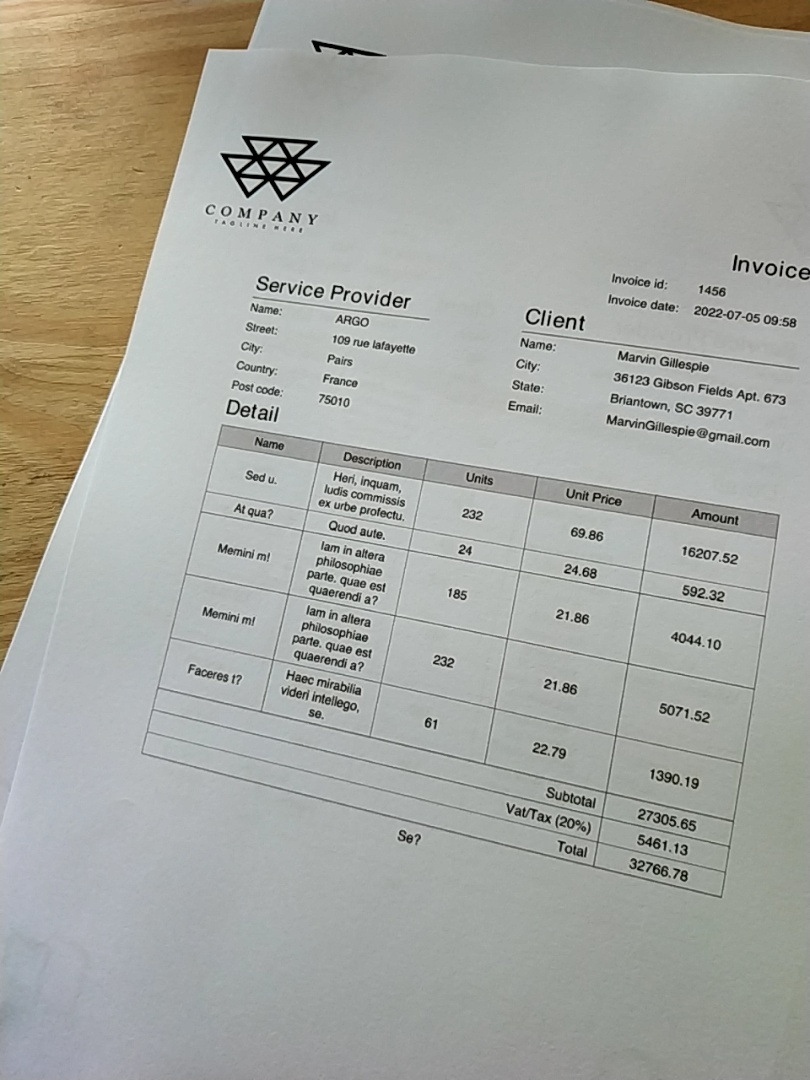 COMPANY
TAGLINE HERE
Invoice
Invoice id: 1456
Invoice date: 2022-07-05 09:58
Service Provider
Name: ARGO
Street: 109 rue lafayette
City: Pairs
Country: France
Post code: 75010
Client
Name: Marvin Gillespie
City: 36123 Gibson Fields Apt. 673
State: Briantown, SC 39771
Email: MarvinGillespie@gmail.com
Detail
Name Description Units Unit Price Amount
Sed u. Heri, inquam, 232 69.86 16207.52
ludis commissis
ex urbe profectu.
At qua? Quod aute. 24 24.68 592.32
Memini m! Iam in altera 185 21.86 4044.10
philosophiae
parte. quae est
quaerendi a?
Memini m! Iam in altera 232 21.86 5071.52
philosophiae
parte. quae est
quaerendi a?
Faceres t? Haec mirabilia 61 22.79 1390.19
videri intellego,
se.
Subtotal 27305.65
Vat/Tax (20%) 5461.13
Total 32766.78
Se?